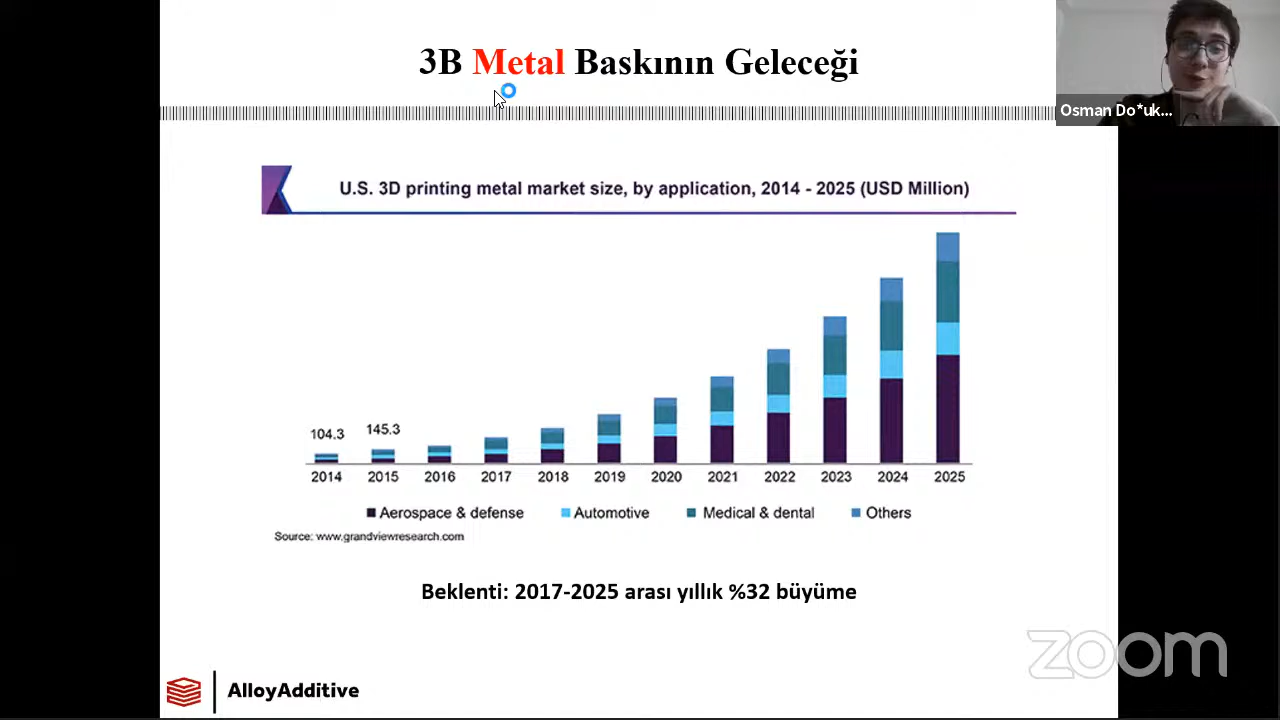 3B Metal Baskının Geleceği
Osman Do*uk...
U.S. 3D printing metal market size, by application, 2014 - 2025 (USD Million)
104.3
145.3
2014 2015 2016 2017 2018 2019 2020 2021 2022 2023 2024 2025
Aerospace & defense Automotive Medical & dental Others
Source: www.grandviewresearch.com
Beklenti: 2017-2025 arası yıllık %32 büyüme
zoom
AlloyAdditive